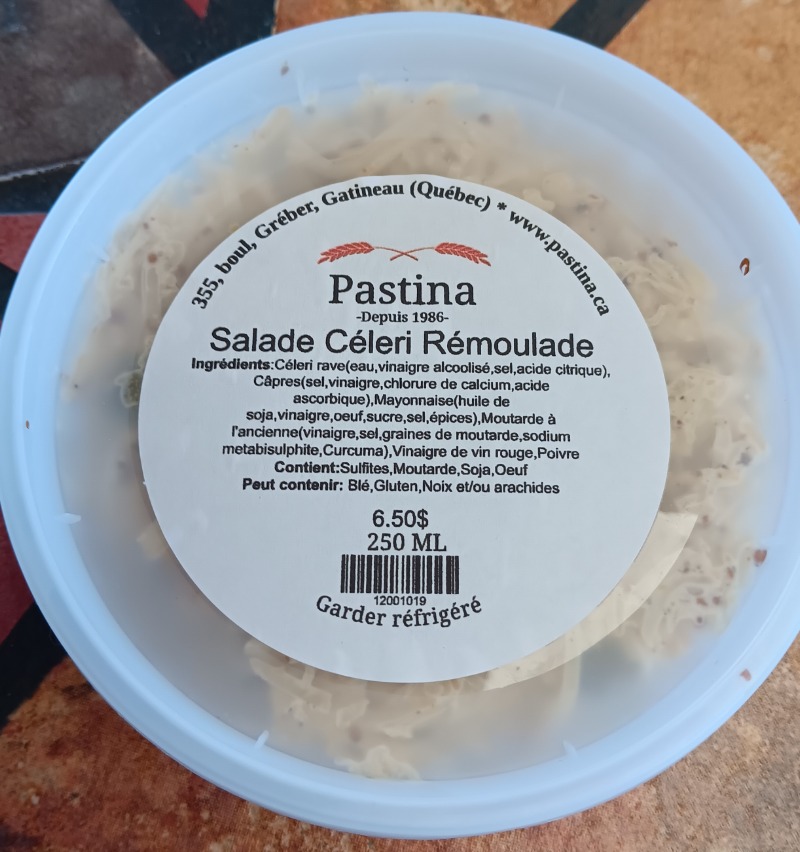 355, boul, Gréber, Gatineau (Québec) * www.pastina.ca
Pastina
-Depuis 1986-
Salade Céleri Rémoulade
Ingrédients:Céleri rave(eau,vinaigre alcoolisé,sel,acide citrique),
Câpres(sel,vinaigre,chlorure de calcium,acide
ascorbique),Mayonnaise(huile de
soja,vinaigre,oeuf,sucre,sel,épices),Moutarde à
l'ancienne(vinaigre,sel,graines de moutarde,sodium
metabisulphite,Curcuma),Vinaigre de vin rouge,Poivre
Contient:Sulfites,Moutarde,Soja,Oeuf
Peut contenir: Blé,Gluten,Noix et/ou arachides
6.50$
250 ML
12001019
Garder réfrigéré